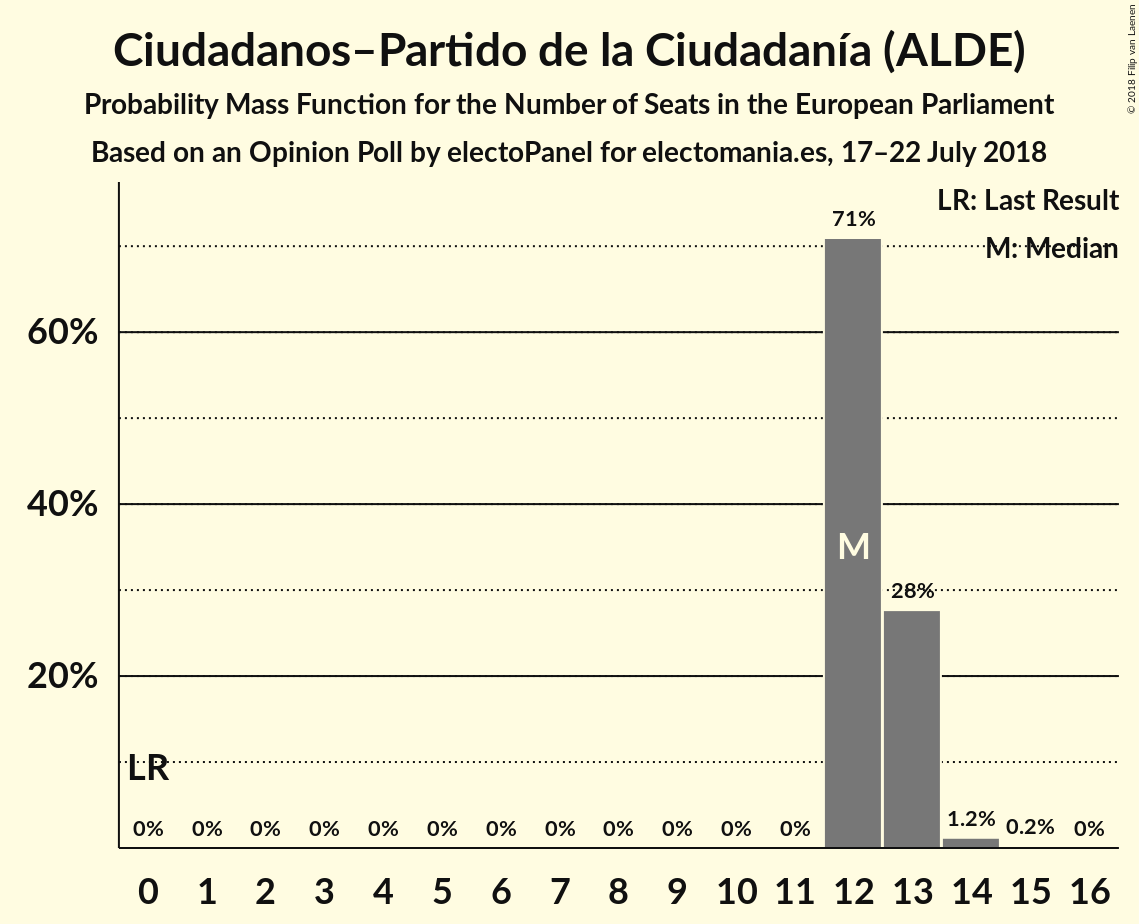 Ciudadanos–Partido de la Ciudadanía (ALDE)
Probability Mass Function for the Number of Seats in the European Parliament
Based on an Opinion Poll by electoPanel for electomania.es, 17–22 July 2018
© 2018 Filip van Laenen
LR: Last Result
M: Median
71%
60%
40%
M
28%
20%
LR
0% 0% 0% 0% 0% 0% 0% 0% 0% 0% 0% 0% 1.2% 0.2% 0%
0 1 2 3 4 5 6 7 8 9 10 11 12 13 14 15 16